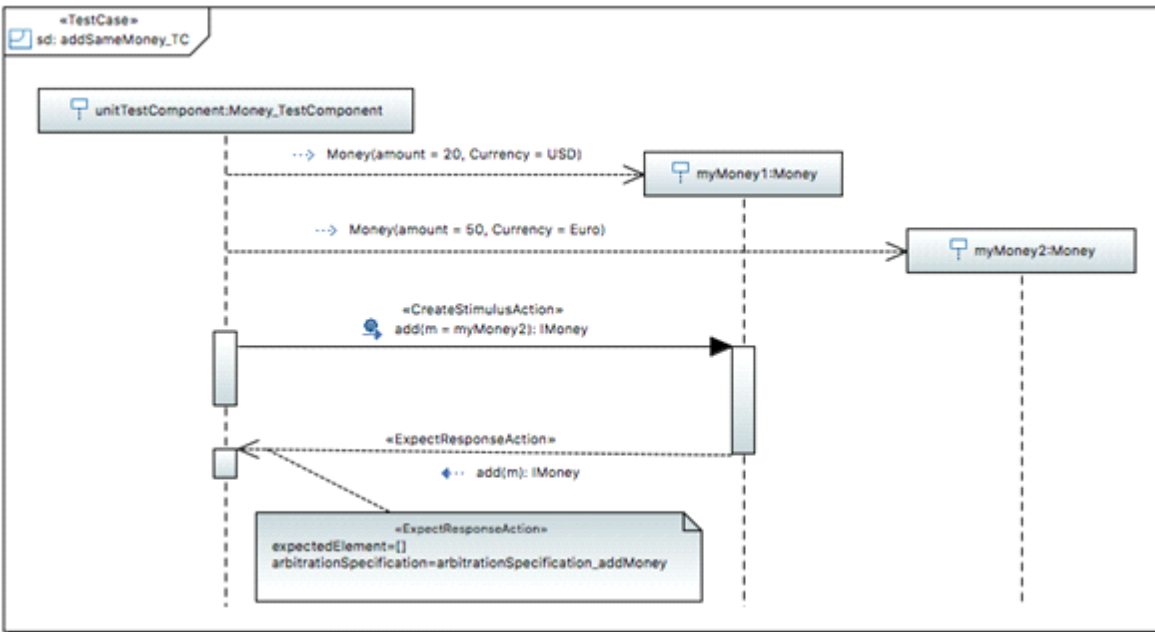 «TestCase»
sd: addSameMoney_TC
unitTestComponent:Money_TestComponent
Money(amount = 20, Currency = USD)
myMoney1:Money
Money(amount = 50, Currency = Euro)
myMoney2:Money
«CreateStimulusAction»
add(m = myMoney2): IMoney
«ExpectResponseAction»
add(m): IMoney
«ExpectResponseAction»
expectedElement=[]
arbitrationSpecification=arbitrationSpecification_addMoney